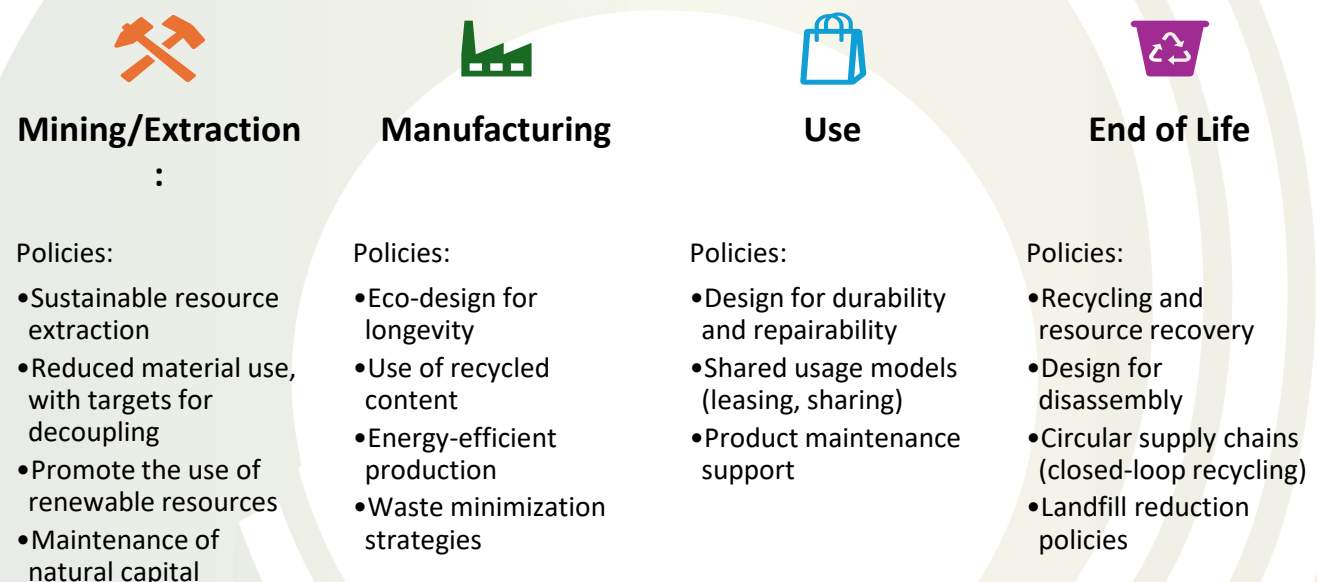 Mining/Extraction
:
Policies:
•Sustainable resource
extraction
•Reduced material use,
with targets for
decoupling
•Promote the use of
renewable resources
•Maintenance of
natural capital
Manufacturing
Policies:
•Eco-design for
longevity
•Use of recycled
content
•Energy-efficient
production
•Waste minimization
strategies
Use
Policies:
•Design for durability
and repairability
•Shared usage models
(leasing, sharing)
•Product maintenance
support
End of Life
Policies:
•Recycling and
resource recovery
•Design for
disassembly
•Circular supply chains
(closed-loop recycling)
•Landfill reduction
policies